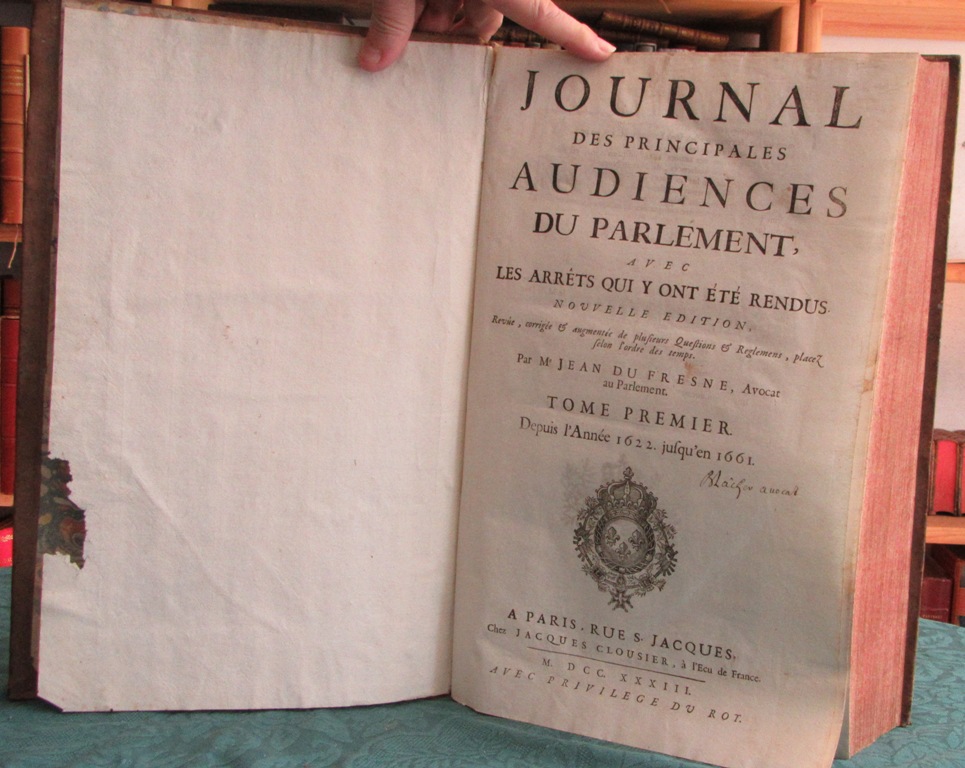 JOURNAL
DES PRINCIPALES
AUDIENCES
DU PARLEMENT,
AVEC
LES ARRÊTS QUI Y ONT ÉTÉ RENDUS.
NOUVELLE EDITION,
Revûe, corrigée & augmentée de plusieurs Questions & Reglemens, placez
selon l'ordre des temps.
Par Mᵉ JEAN DU FRESNE, Avocat
au Parlement.
TOME PREMIER.
Depuis l'Année 1622. jusqu'en 1661.
avocat
A PARIS, RUE S. JACQUES,
Chez JACQUES CLOUSIER, à l'Ecu de France.
M. DCC. XXXIII.
AVEC PRIVILEGE DU ROY.